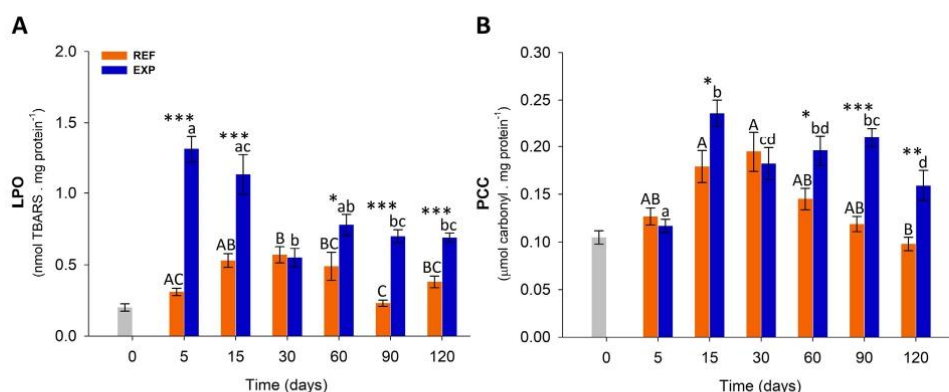 A
LPO
(nmol TBARS . mg protein⁻¹)
2.0
1.5
1.0
0.5
0.0
REF
EXP
*** a
*** ac
* ab
*** bc
*** bc
AC
AB
B b
BC
C
BC
0 5 15 30 60 90 120
Time (days)
B
PCC
(µmol carbonyl . mg protein⁻¹)
0.30
0.25
0.20
0.15
0.10
0.05
0.00
* b
*** bc
* bd
** d
A
A cd
AB a
AB
AB
B
0 5 15 30 60 90 120
Time (days)